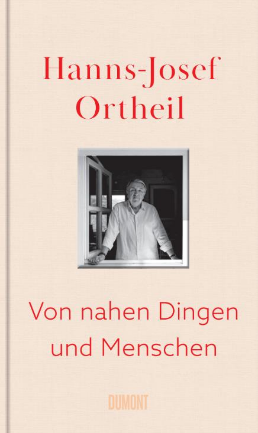 Hanns-Josef
Ortheil
Von nahen Dingen
und Menschen
DUMONT